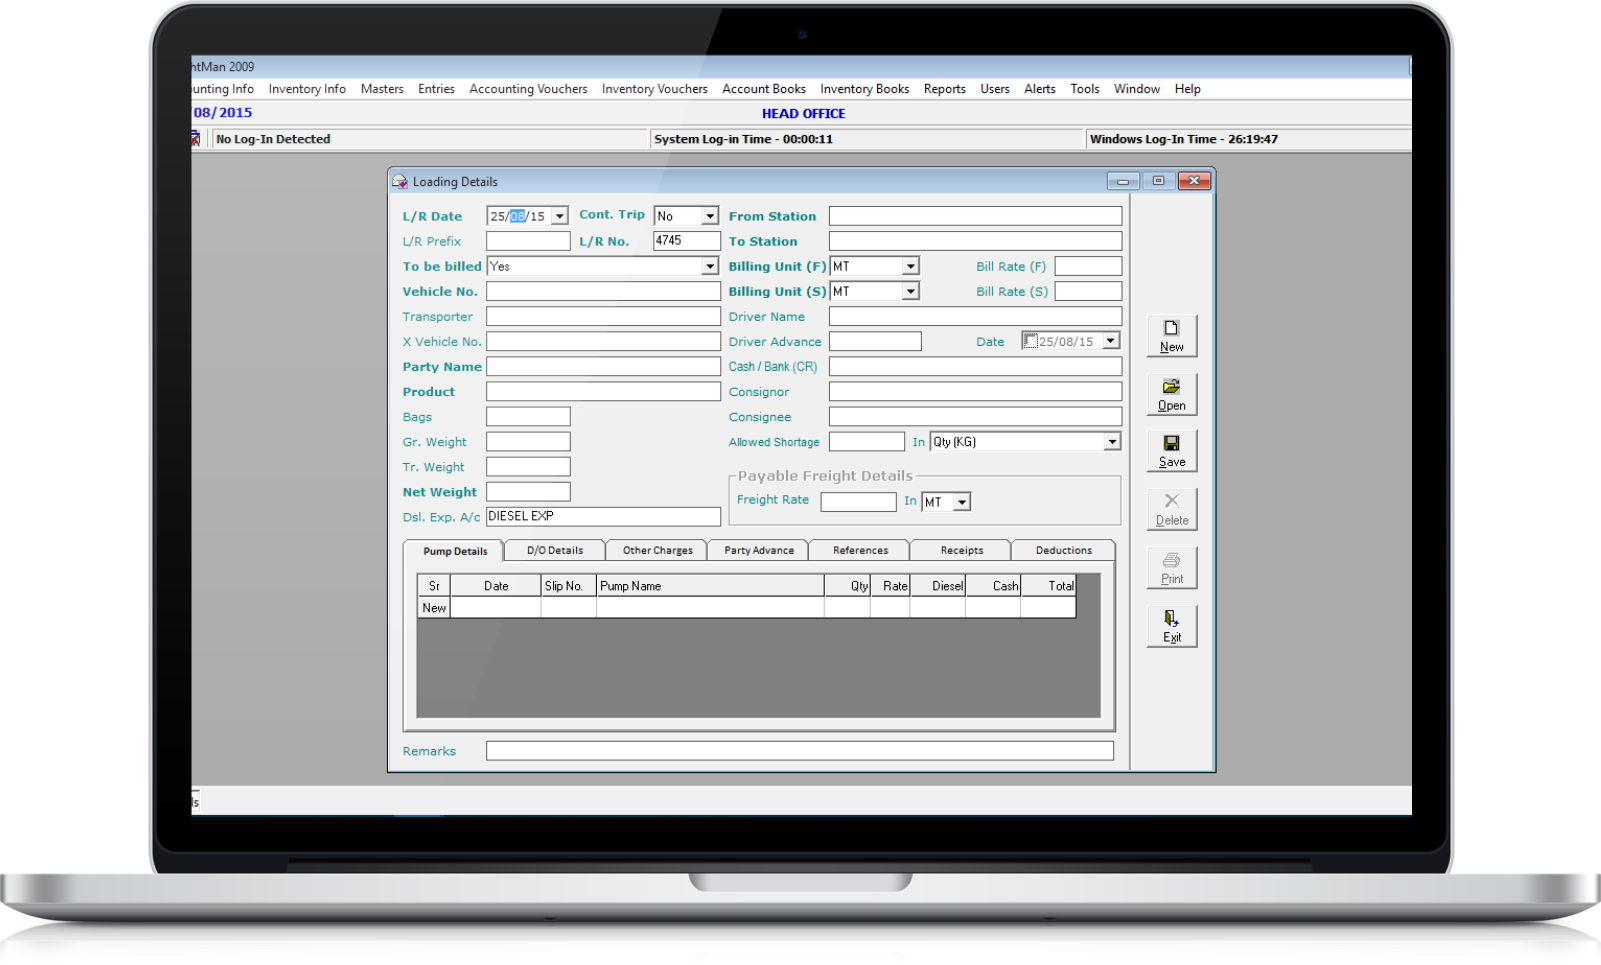 ntMan 2009
unting Info Inventory Info Masters Entries Accounting Vouchers Inventory Vouchers Account Books Inventory Books Reports Users Alerts Tools Window Help
08/2015 HEAD OFFICE
No Log-In Detected System Log-in Time - 00:00:11 Windows Log-In Time - 26:19:47
Loading Details
L/R Date 25/08/15 Cont. Trip No From Station
L/R Prefix L/R No. 4745 To Station
To be billed Yes Billing Unit (F) MT Bill Rate (F)
Vehicle No. Billing Unit (S) MT Bill Rate (S)
Transporter Driver Name
X Vehicle No. Driver Advance Date 25/08/15
Party Name Cash / Bank (CR)
Product Consignor
Bags Consignee
Gr. Weight Allowed Shortage In Qty (KG)
Tr. Weight Payable Freight Details
Net Weight Freight Rate In MT
Dsl. Exp. A/c DIESEL EXP
Pump Details D/O Details Other Charges Party Advance References Receipts Deductions
Sr Date Slip No. Pump Name Qty Rate Diesel Cash Total
New
Remarks
New
Open
Save
Delete
Print
Exit
ls